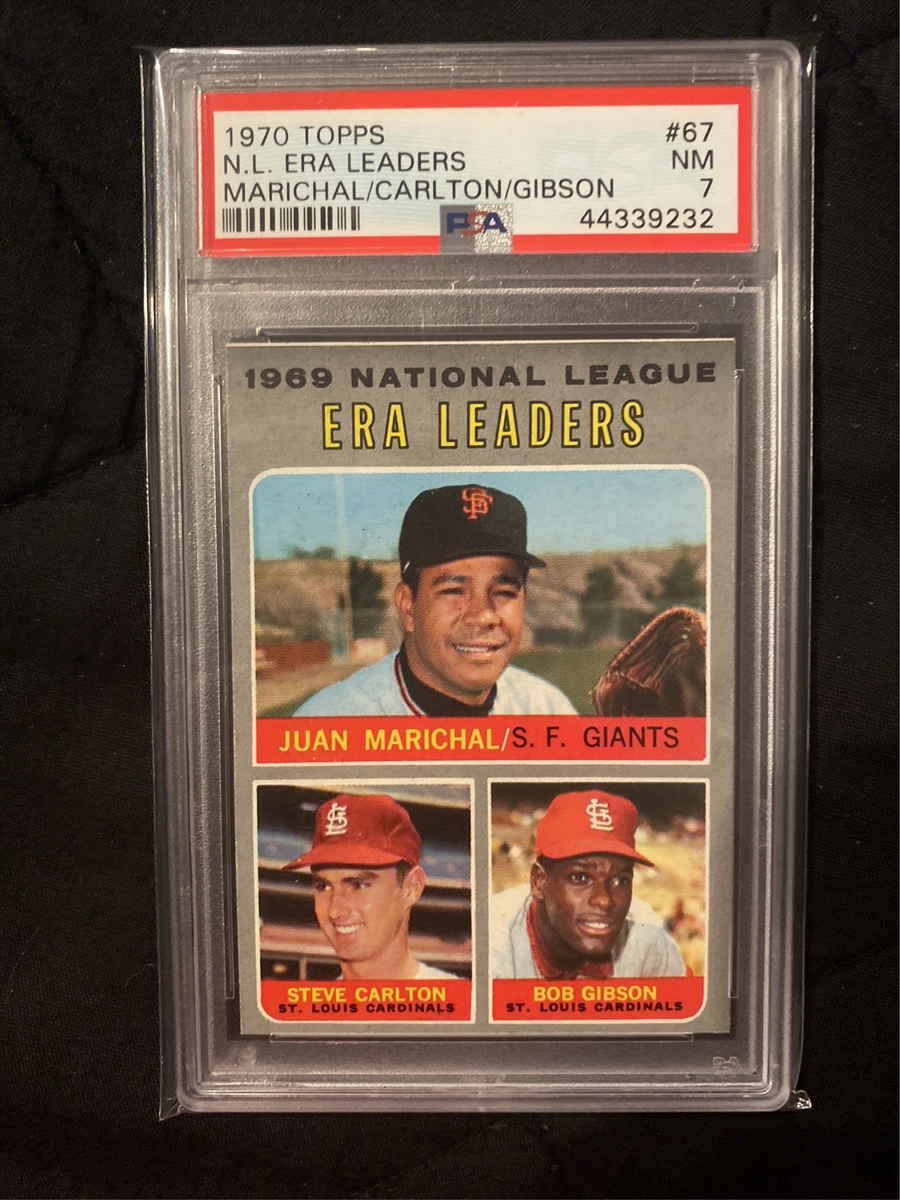 1970 TOPPS #67
N.L. ERA LEADERS NM
MARICHAL/CARLTON/GIBSON 7
PSA 44339232
1969 NATIONAL LEAGUE
ERA LEADERS
SF
JUAN MARICHAL/S. F. GIANTS
STL
STL
STEVE CARLTON
ST. LOUIS CARDINALS
BOB GIBSON
ST. LOUIS CARDINALS
PSA